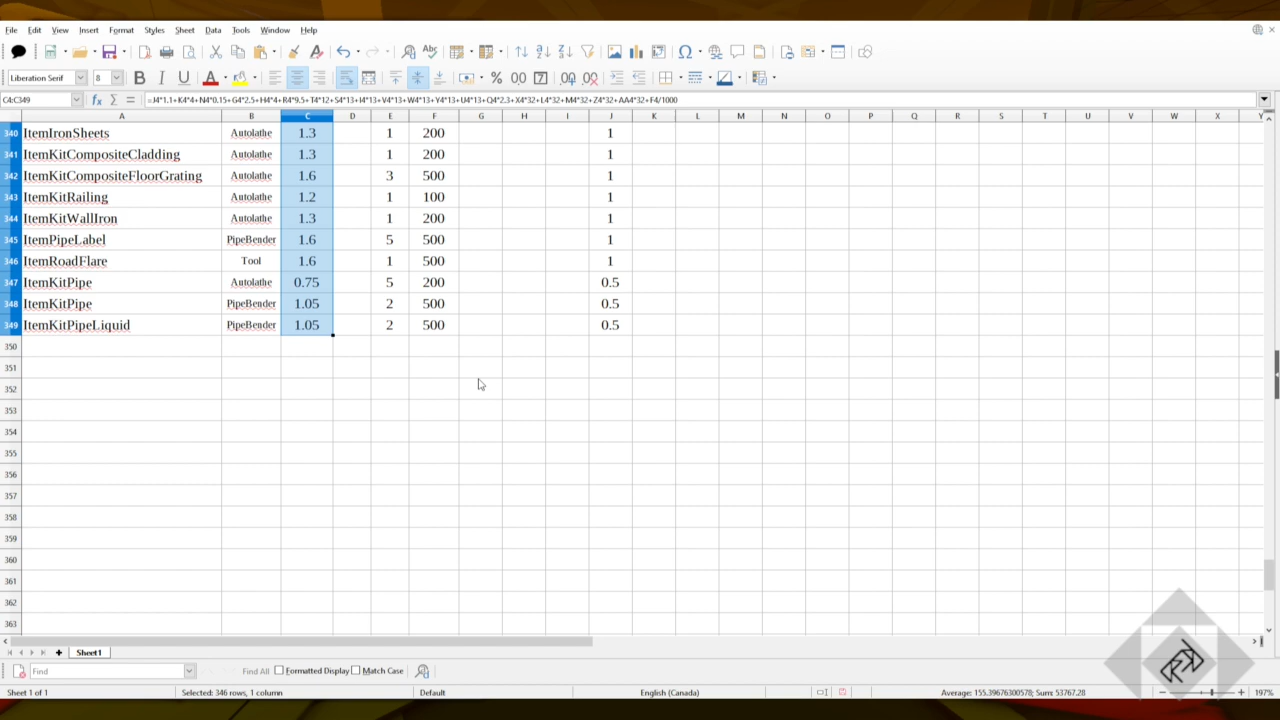 File Edit View Insert Format Styles Sheet Data Tools Window Help
Liberation Serif 8
C4:C349 =J4*1.1+K4*4+N4*0.15+G4*2.5+H4*4+R4*9.5+T4*12+S4*13+I4*13+V4*13+W4*13+Y4*13+U4*13+Q4*2.3+X4*32+L4*32+M4*32+Z4*32+AA4*32+F4/1000
A B C D E F G H I J K L M N O P Q R S T U V W X Y
340 ItemIronSheets Autolathe 1.3 1 200 1
341 ItemKitCompositeCladding Autolathe 1.3 1 200 1
342 ItemKitCompositeFloorGrating Autolathe 1.6 3 500 1
343 ItemKitRailing Autolathe 1.2 1 100 1
344 ItemKitWallIron Autolathe 1.3 1 200 1
345 ItemPipeLabel PipeBender 1.6 5 500 1
346 ItemRoadFlare Tool 1.6 1 500 1
347 ItemKitPipe Autolathe 0.75 5 200 0.5
348 ItemKitPipe PipeBender 1.05 2 500 0.5
349 ItemKitPipeLiquid PipeBender 1.05 2 500 0.5
350
351
352
353
354
355
356
357
358
359
360
361
362
363
Sheet1
Find Find All Formatted Display Match Case
Sheet 1 of 1 Selected: 346 rows, 1 column Default English (Canada) Average: 155.39676300578; Sum: 53767.28 197%